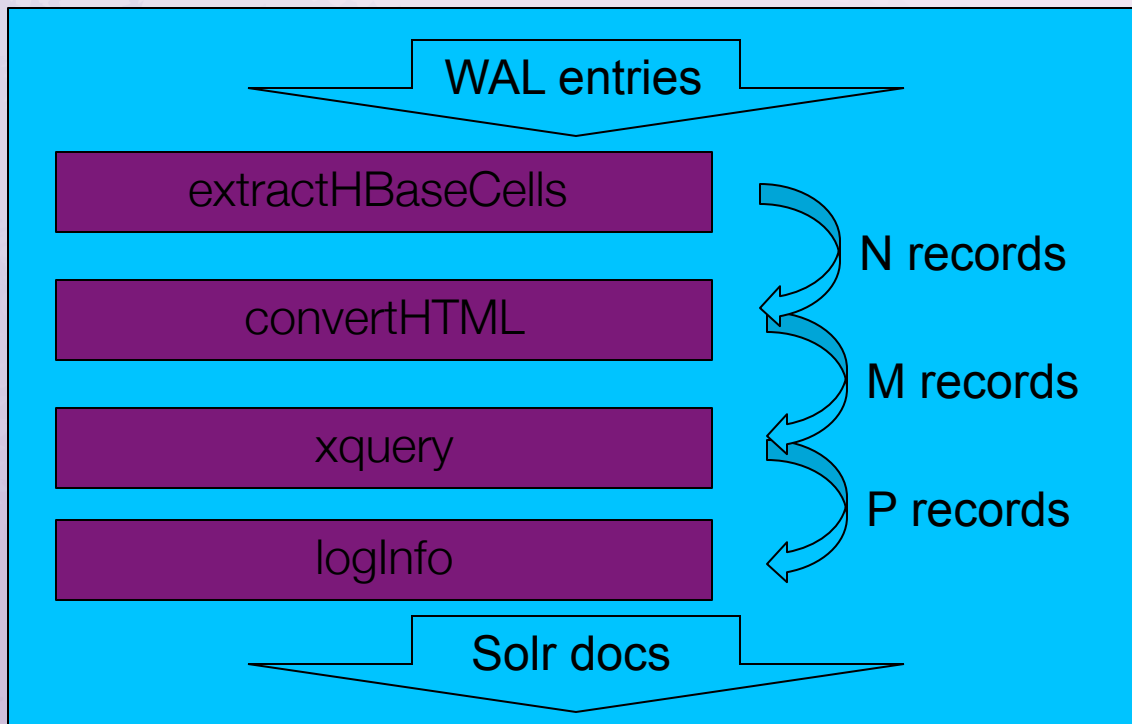 WAL entries
extractHBaseCells
N records
convertHTML
M records
xquery
P records
logInfo
Solr docs